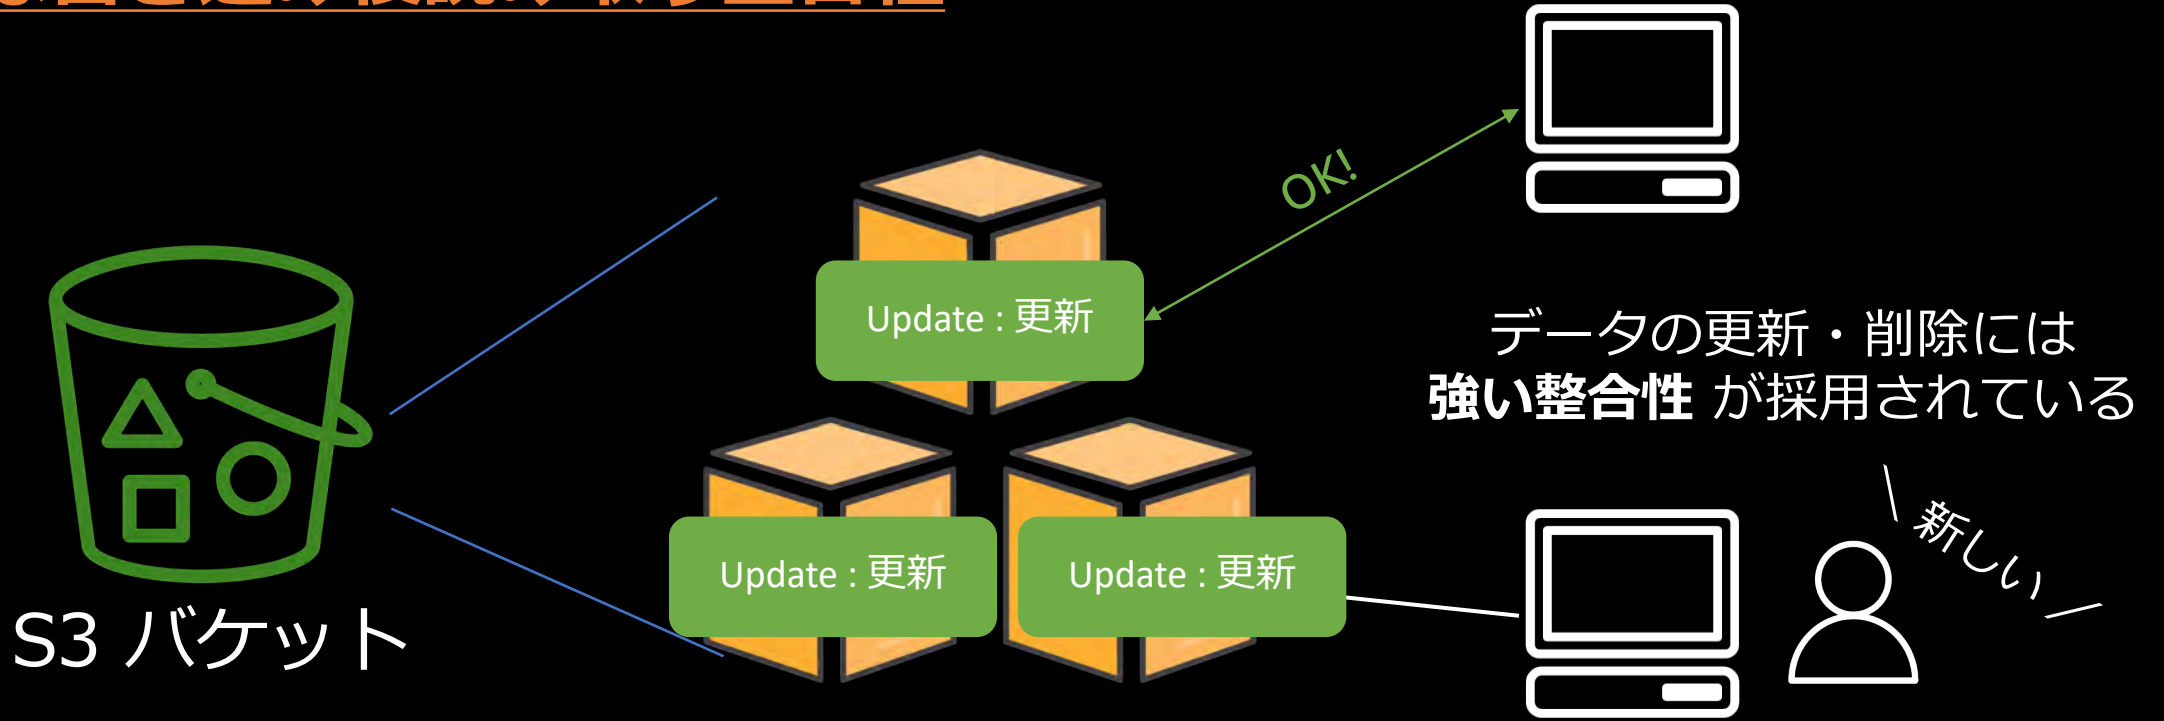 OK!
Update : 更新
データの更新・削除には
強い整合性 が採用されている
Update : 更新
Update : 更新
\ 新しい /
S3 バケット